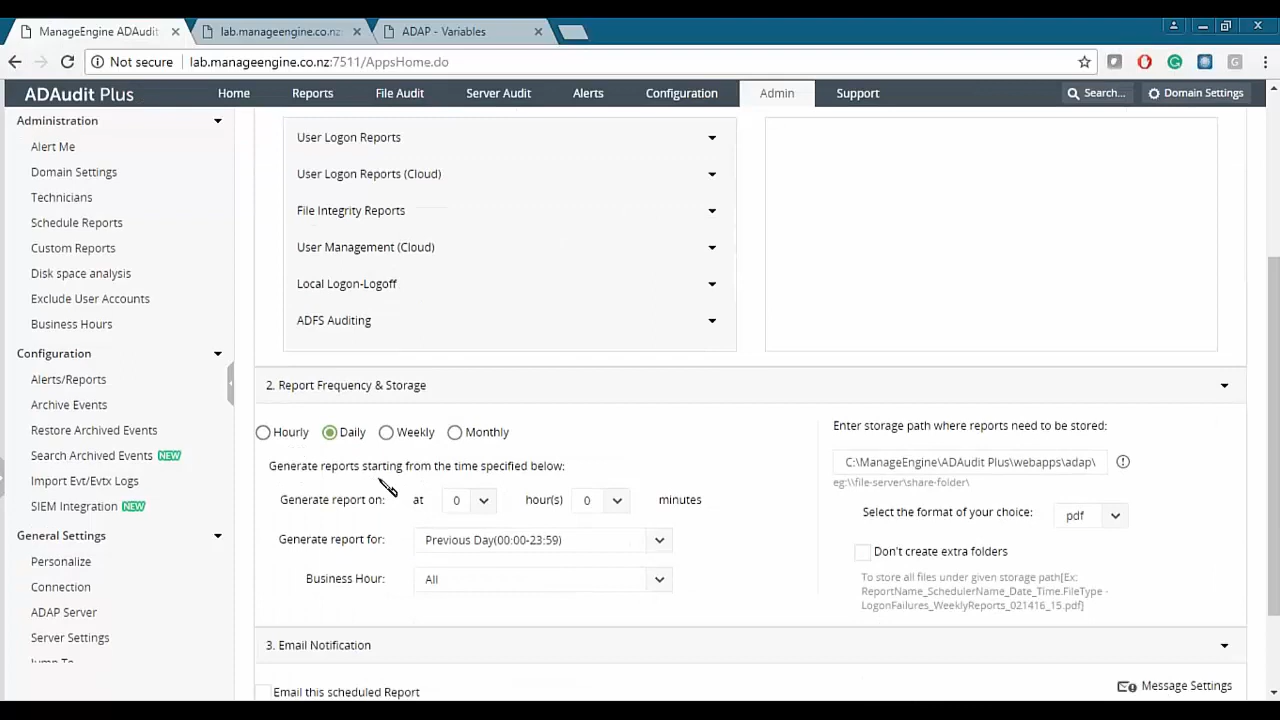 ManageEngine ADAudit
lab.manageengine.co.nz:
ADAP - Variables
Not secure
lab.manageengine.co.nz:7511/AppsHome.do
ADAudit Plus
Home
Reports
File Audit
Server Audit
Alerts
Configuration
Admin
Support
Search...
Domain Settings
Administration
Alert Me
Domain Settings
Technicians
Schedule Reports
Custom Reports
Disk space analysis
Exclude User Accounts
Business Hours
Configuration
Alerts/Reports
Archive Events
Restore Archived Events
Search Archived Events NEW
Import Evt/Evtx Logs
SIEM Integration NEW
General Settings
Personalize
Connection
ADAP Server
Server Settings
Jump To
User Logon Reports
User Logon Reports (Cloud)
File Integrity Reports
User Management (Cloud)
Local Logon-Logoff
ADFS Auditing
2. Report Frequency & Storage
Hourly Daily Weekly Monthly
Generate reports starting from the time specified below:
Generate report on: at 0 hour(s) 0 minutes
Generate report for: Previous Day(00:00-23:59)
Business Hour: All
Enter storage path where reports need to be stored:
C:\ManageEngine\ADAudit Plus\webapps\adap\
eg:\\file-server\share-folder\
Select the format of your choice: pdf
Don't create extra folders
To store all files under given storage path[Ex:
ReportName_SchedulerName_Date_Time.FileType -
LogonFailures_WeeklyReports_021416_15.pdf]
3. Email Notification
Email this scheduled Report
Message Settings